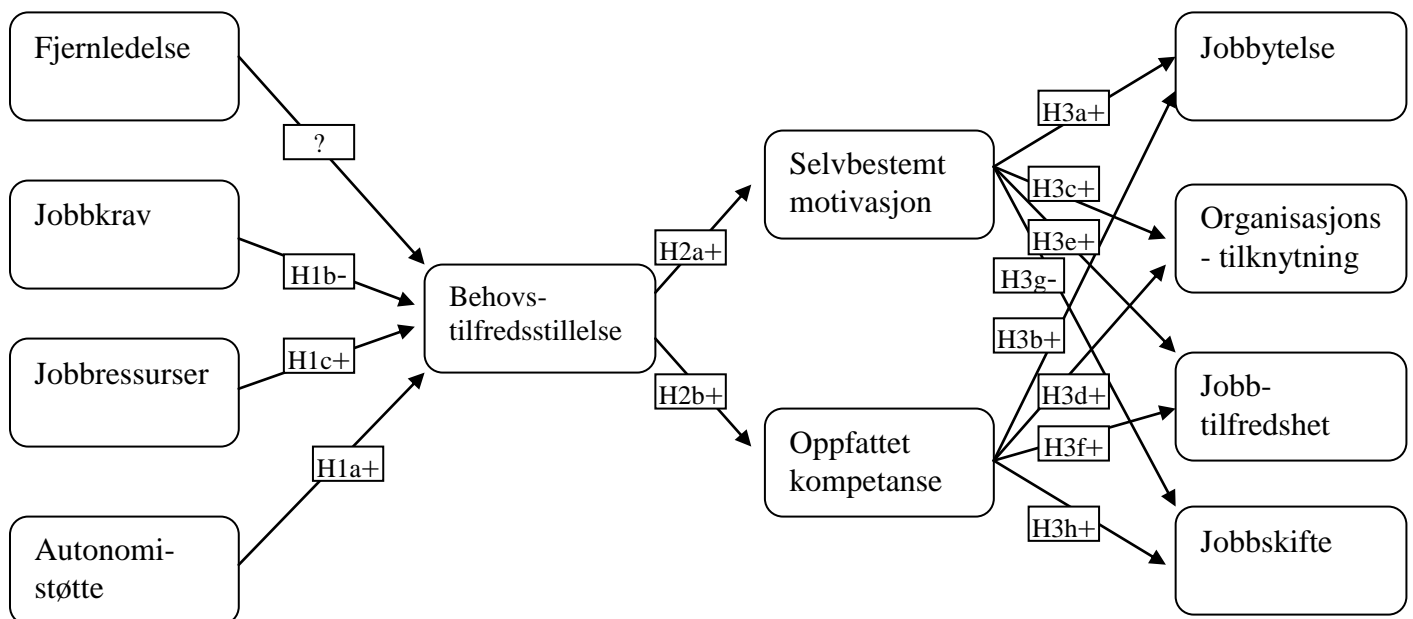 Fjernledelse
?
Jobbkrav
H1b-
Jobbressurser
H1c+
Autonomi-
støtte
H1a+
Behovs-
tilfredsstillelse
H2a+
H2b+
Selvbestemt
motivasjon
Oppfattet
kompetanse
H3a+
H3c+
H3e+
H3g-
H3b+
H3d+
H3f+
H3h+
Jobbytelse
Organisasjons
- tilknytning
Jobb-
tilfredshet
Jobbskifte